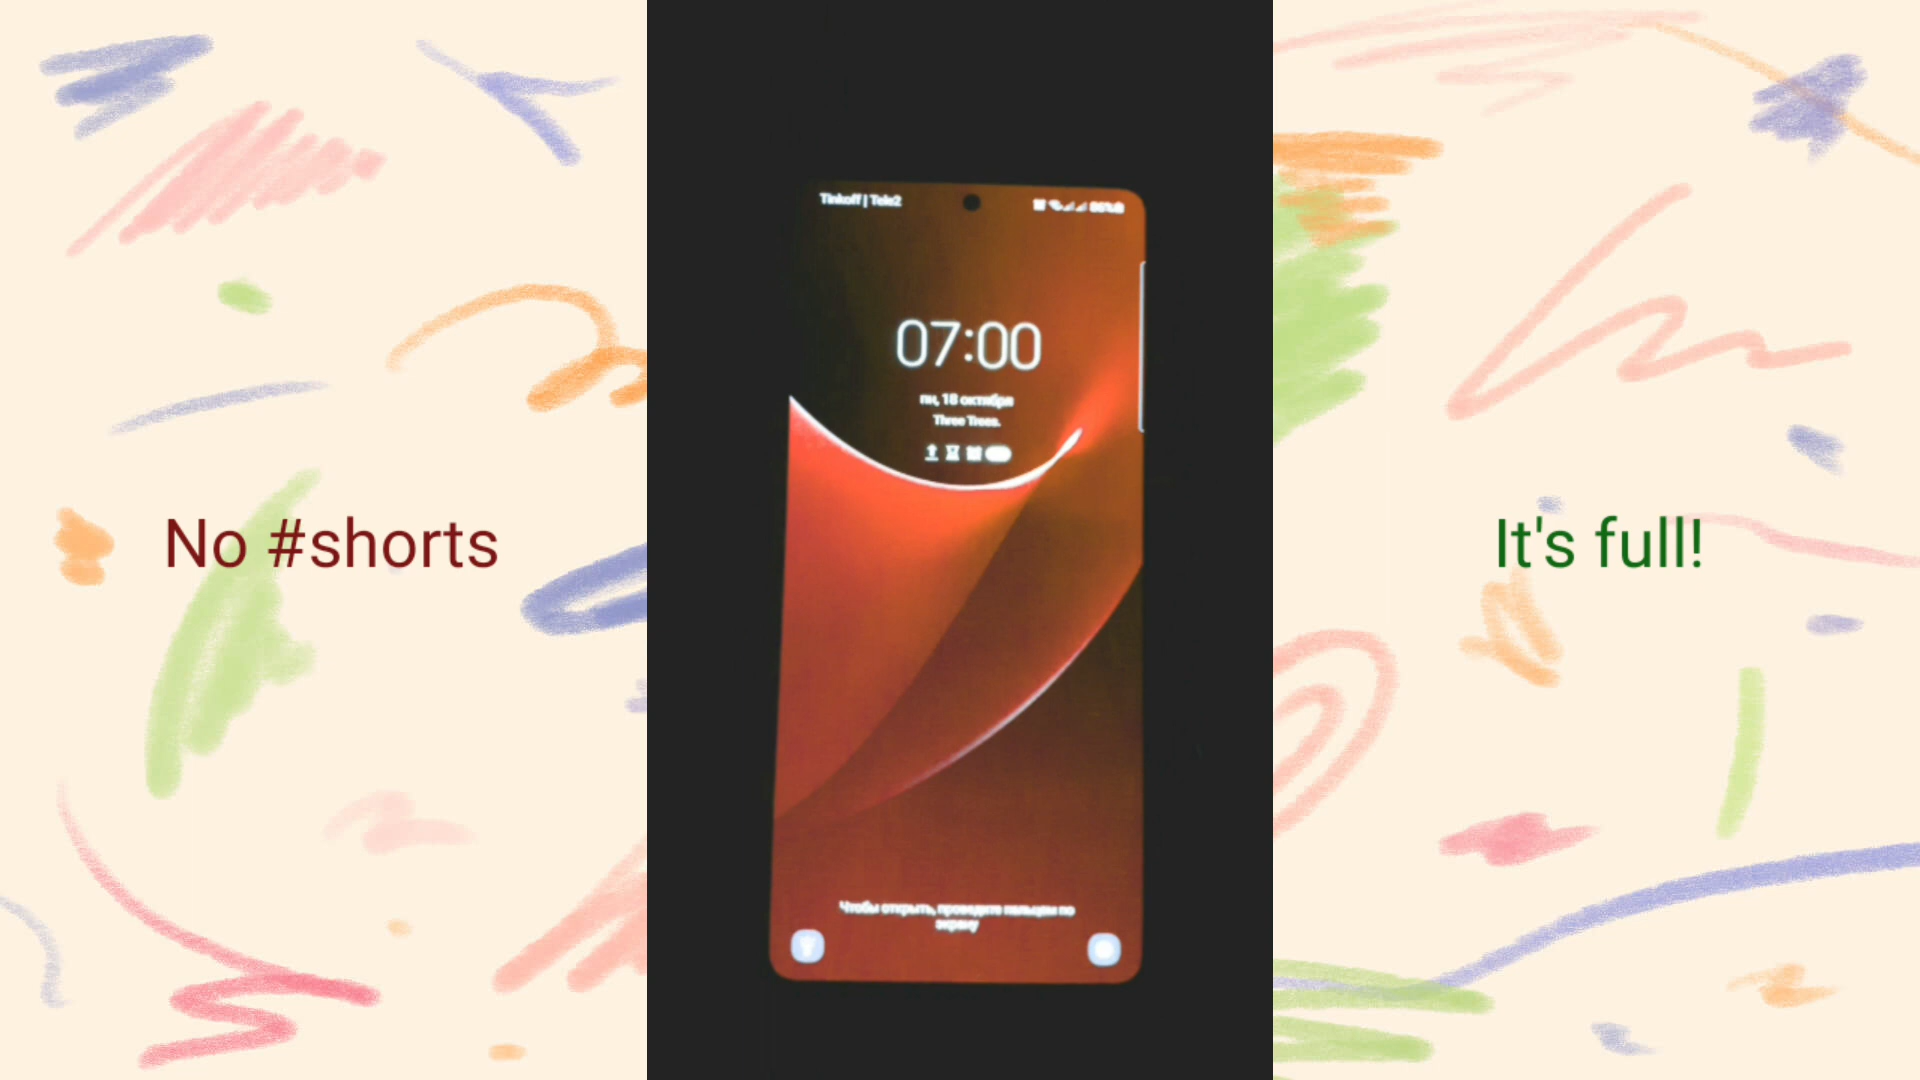 Tinkoff | Tele2
86%
07:00
пн, 18 октября
Three Trees.
No #shorts
It's full!
Чтобы открыть, проведите пальцем по
экрану